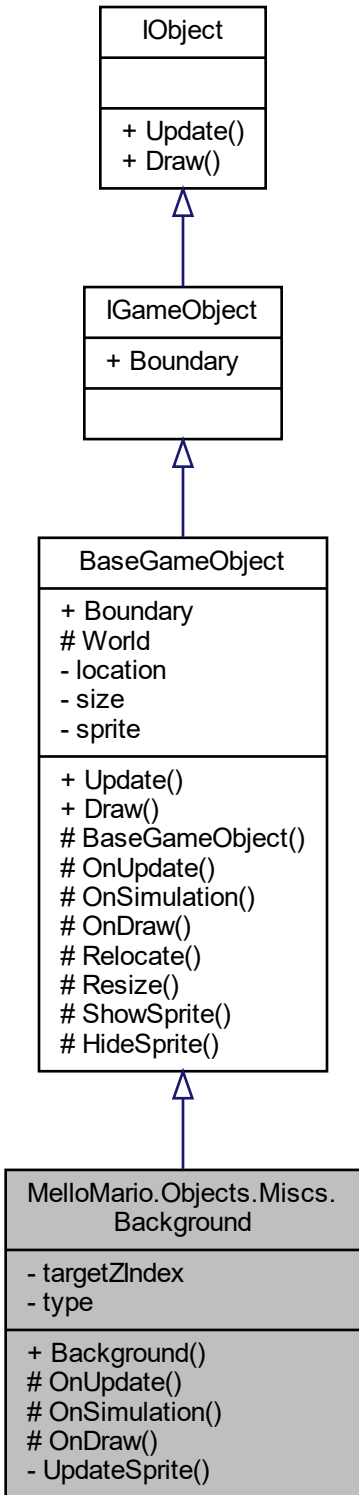 IObject
+ Update()
+ Draw()
IGameObject
+ Boundary
BaseGameObject
+ Boundary
# World
- location
- size
- sprite
+ Update()
+ Draw()
# BaseGameObject()
# OnUpdate()
# OnSimulation()
# OnDraw()
# Relocate()
# Resize()
# ShowSprite()
# HideSprite()
MelloMario.Objects.Miscs.
Background
- targetZIndex
- type
+ Background()
# OnUpdate()
# OnSimulation()
# OnDraw()
- UpdateSprite()